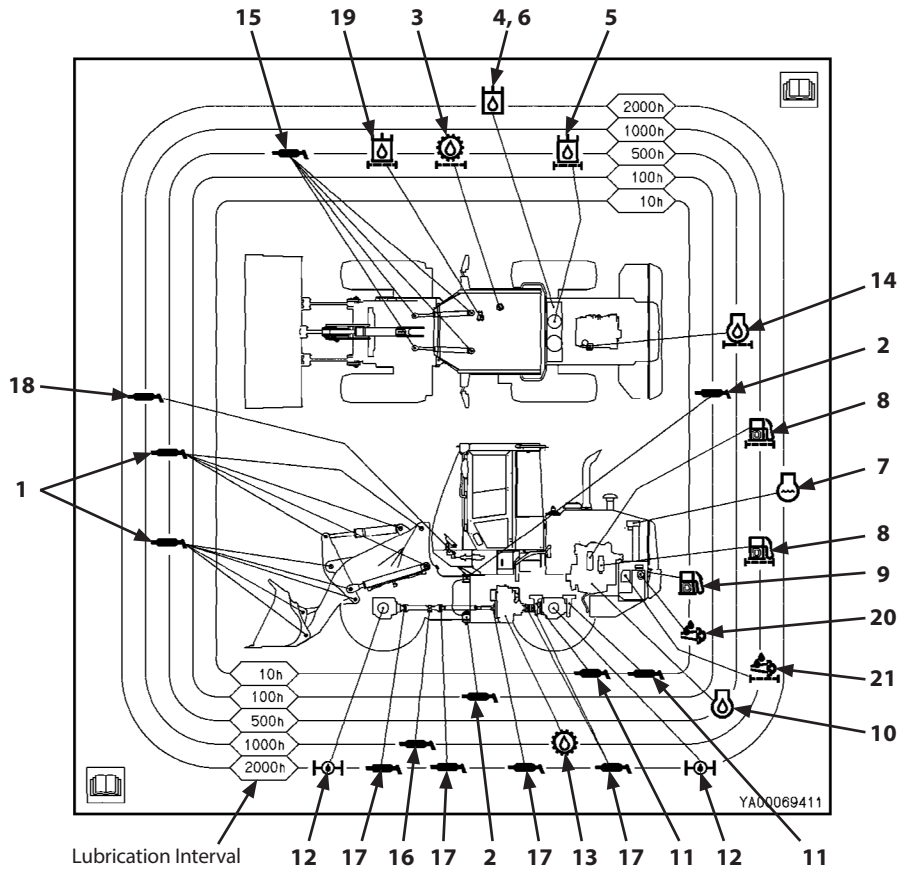 15 19 3 4, 6 5
2000h
1000h
500h
100h
10h
14
2
18
8
7
1
8
9
20
21
10h
100h
10
500h
1000h
2000h
YA00069411
Lubrication Interval 12 17 16 17 2 17 13 17 11 12 11